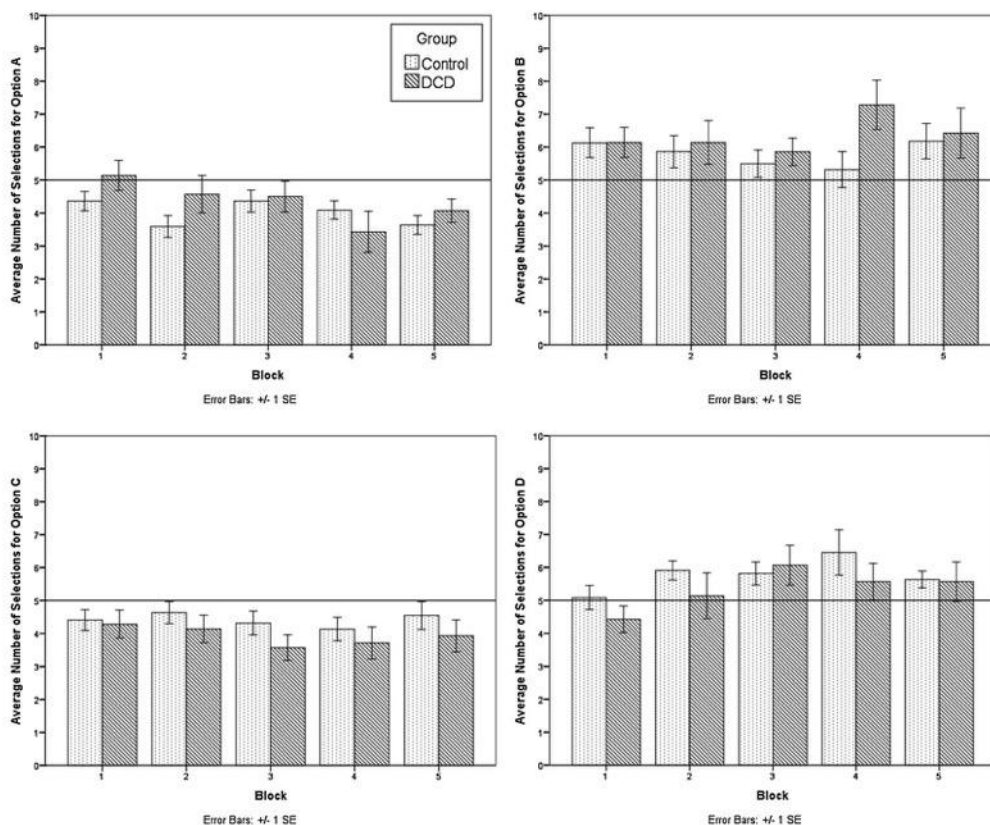 Average Number of Selections for Option A
10
9
8
7
6
5
4
3
2
1
0
Group
Control
DCD
1 2 3 4 5
Block
Error Bars: +/- 1 SE
Average Number of Selections for Option B
10
9
8
7
6
5
4
3
2
1
0
1 2 3 4 5
Block
Error Bars: +/- 1 SE
Average Number of Selections for Option C
10
9
8
7
6
5
4
3
2
1
0
1 2 3 4 5
Block
Error Bars: +/- 1 SE
Average Number of Selections for Option D
10
9
8
7
6
5
4
3
2
1
0
1 2 3 4 5
Block
Error Bars: +/- 1 SE